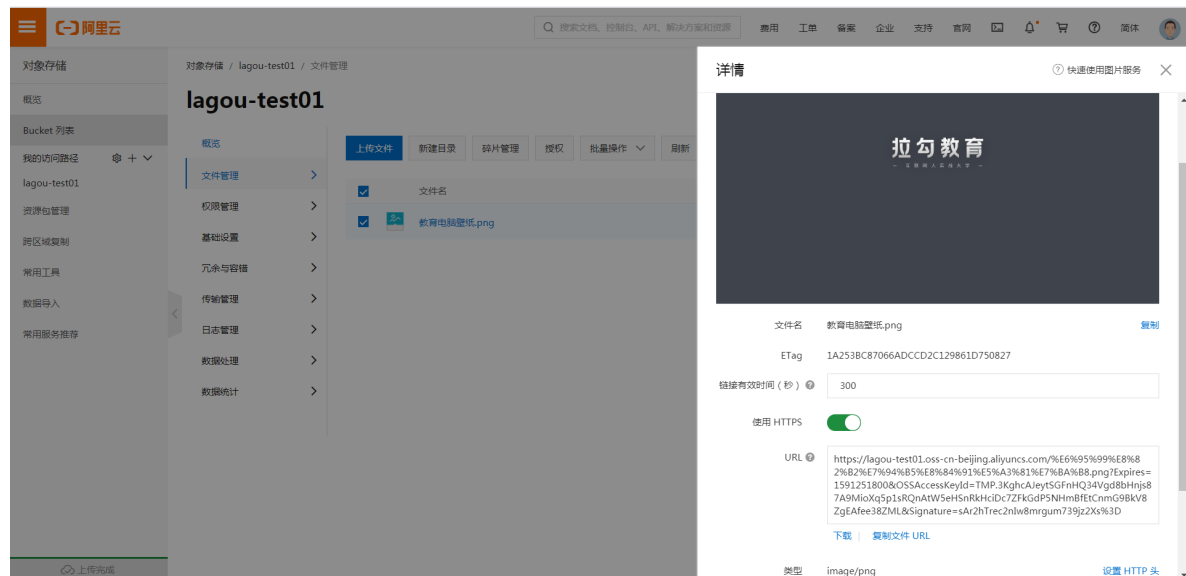 阿里云
搜索文档、控制台、API、解决方案和资源
费用
工单
备案
企业
支持
官网
简体
对象存储
概览
Bucket 列表
我的访问路径
lagou-test01
资源包管理
跨区域复制
常用工具
数据导入
常用服务推荐
上传完成
对象存储 / lagou-test01 / 文件管理
lagou-test01
概览
文件管理
权限管理
基础设置
冗余与容错
传输管理
日志管理
数据处理
数据统计
上传文件
新建目录
碎片管理
授权
批量操作
刷新
文件名
教育电脑壁纸.png
详情
快速使用图片服务
拉勾教育
文件名 教育电脑壁纸.png 复制
ETag 1A253BC87066ADCCD2C129861D750827
链接有效时间（秒） 300
使用 HTTPS
URL
https://lagou-test01.oss-cn-beijing.aliyuncs.com/%E6%95%99%E8%8
2%B2%E7%94%B5%E8%84%91%E5%A3%81%E7%BA%B8.png?Expires=
1591251800&OSSAccessKeyId=TMP.3KghcAJeytSGFnHQ34Vgd8bHnjs8
7A9MioXq5p1sRQnAtW5eHSnRkHciDc7ZFkGdP5NHmBfEtCnmG9BkV8
ZgEAfee38ZML&Signature=sAr2hTrec2nIw8mrgum739jz2Xs%3D
下载
复制文件 URL
类型 image/png 设置 HTTP 头